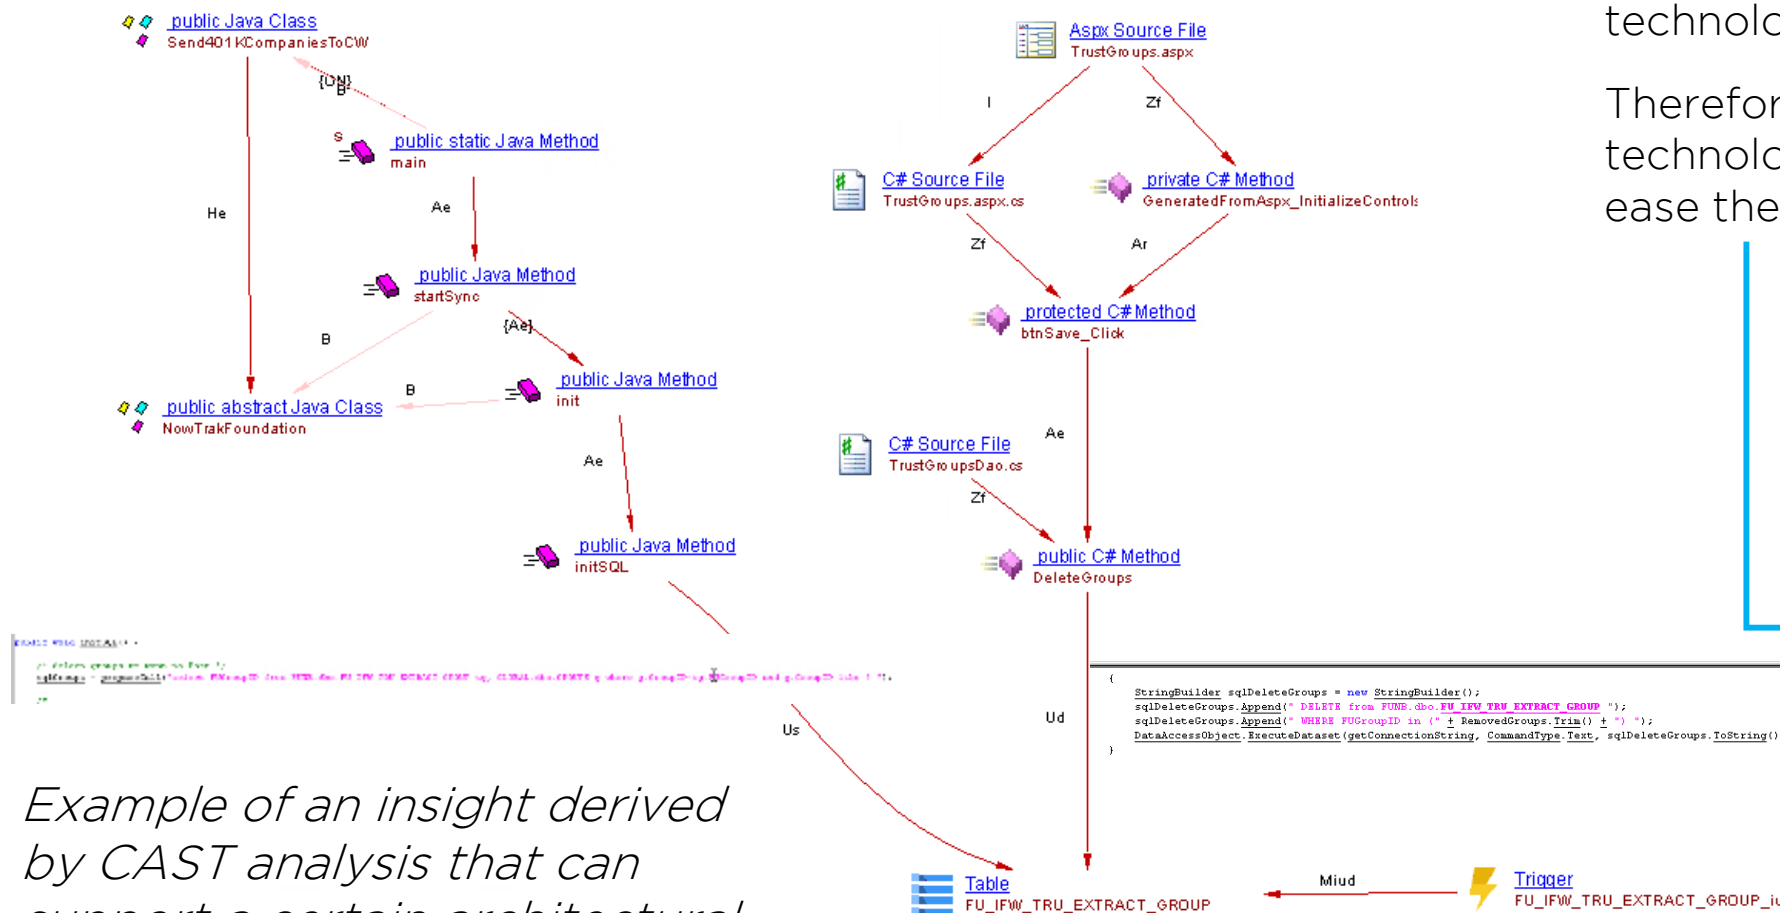 public Java Class
Send401KCompaniesToCW
B
public static Java Method
S
main
He
Ae
public Java Method
startSync
{Ae}
B
public Java Method
init
B
public abstract Java Class
NowTrakFoundation
Ae
public Java Method
initSQL
Us
Aspx Source File
TrustGroups.aspx
I
Zf
C# Source File
TrustGroups.aspx.cs
private C# Method
GeneratedFromAspx_InitializeControls
Zf
Ar
protected C# Method
btnSave_Click
Ae
C# Source File
TrustGroupsDao.cs
Zf
public C# Method
DeleteGroups
Ud
{
StringBuilder sqlDeleteGroups = new StringBuilder();
sqlDeleteGroups.Append(" DELETE from FUNB.dbo.FU_IFW_TRU_EXTRACT_GROUP ");
sqlDeleteGroups.Append(" WHERE FUGroupID in (" + RemovedGroups.Trim() + ") ");
DataAccessObject.ExecuteDataset(getConnectionString, CommandType.Text, sqlDeleteGroups.ToString()
}
Table
FU_IFW_TRU_EXTRACT_GROUP
Miud
Trigger
FU_IFW_TRU_EXTRACT_GROUP_iu
technolo
Therefor
technolo
ease the
Example of an insight derived
by CAST analysis that can
support a certain architectural